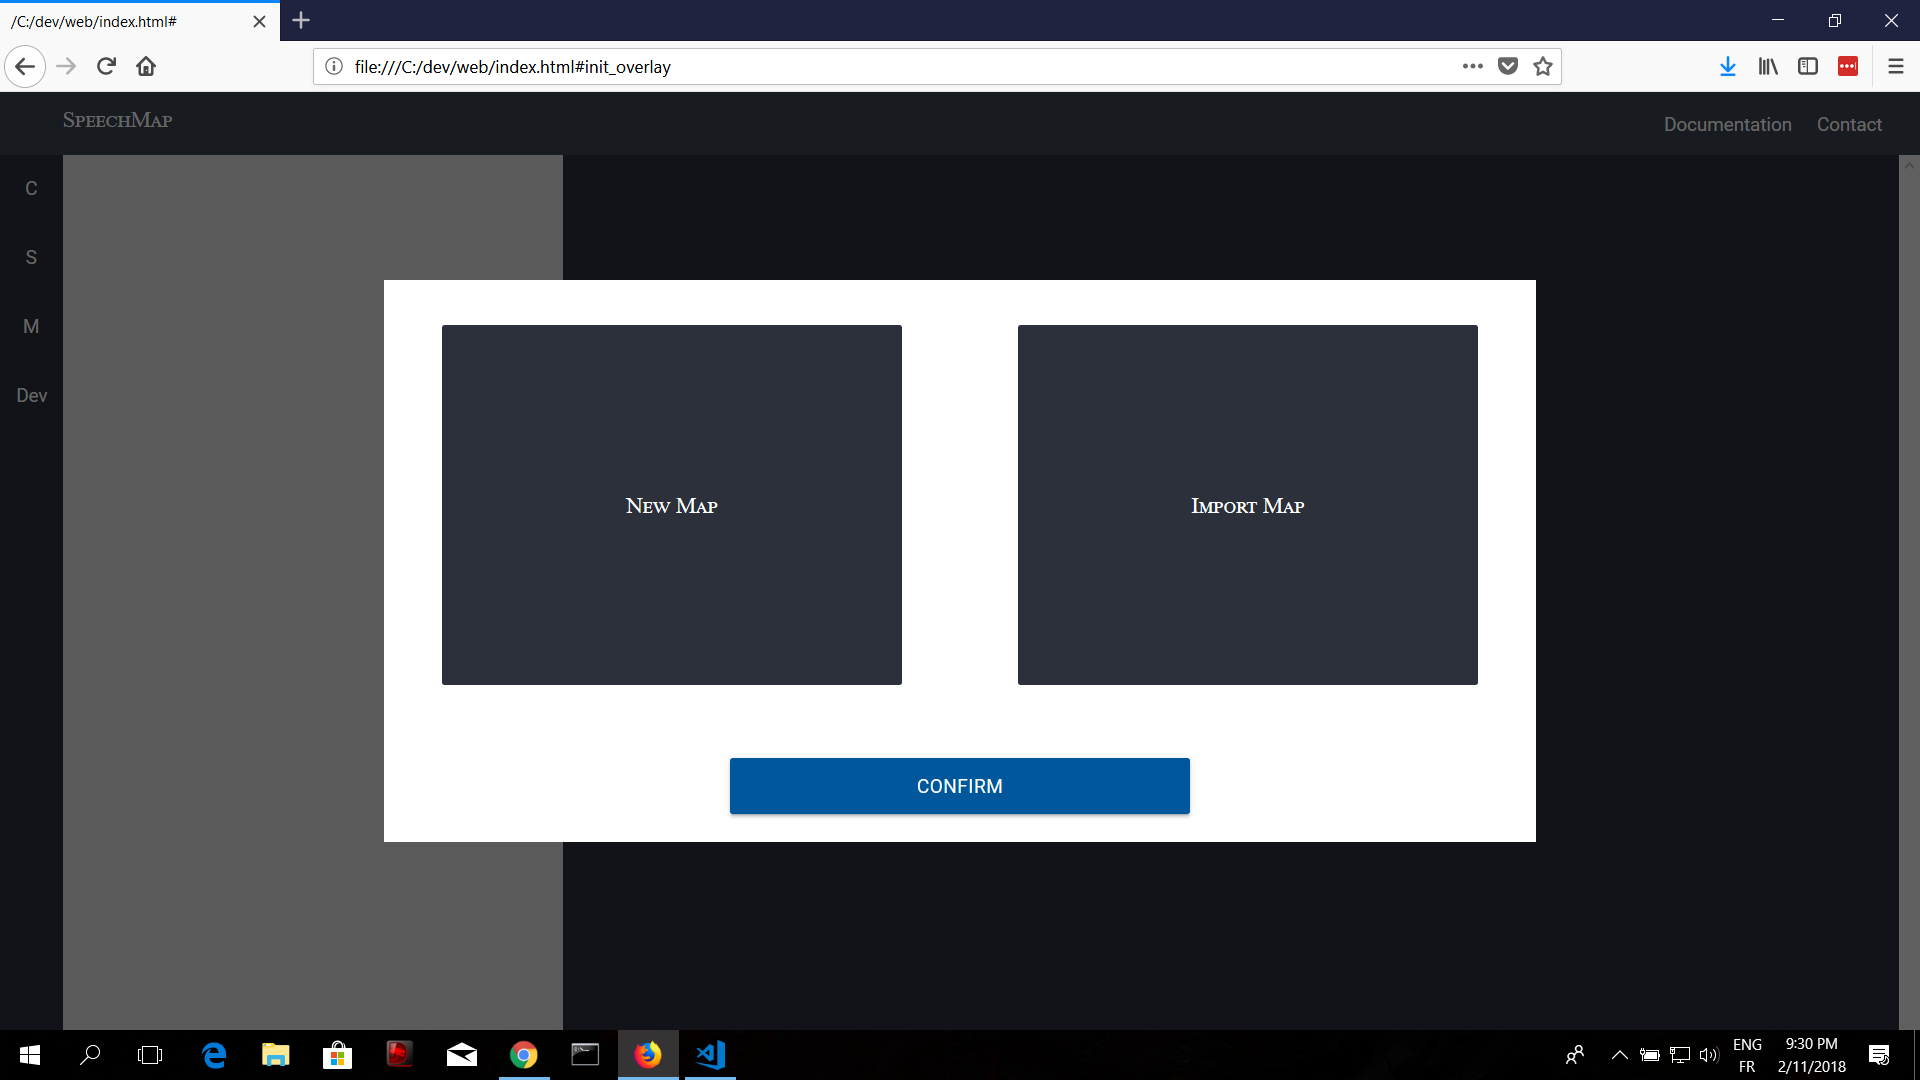 /C:/dev/web/index.html#
file:///C:/dev/web/index.html#init_overlay
SpeechMap
Documentation
Contact
C
S
M
Dev
New Map
Import Map
CONFIRM
ENG
FR
9:30 PM
2/11/2018